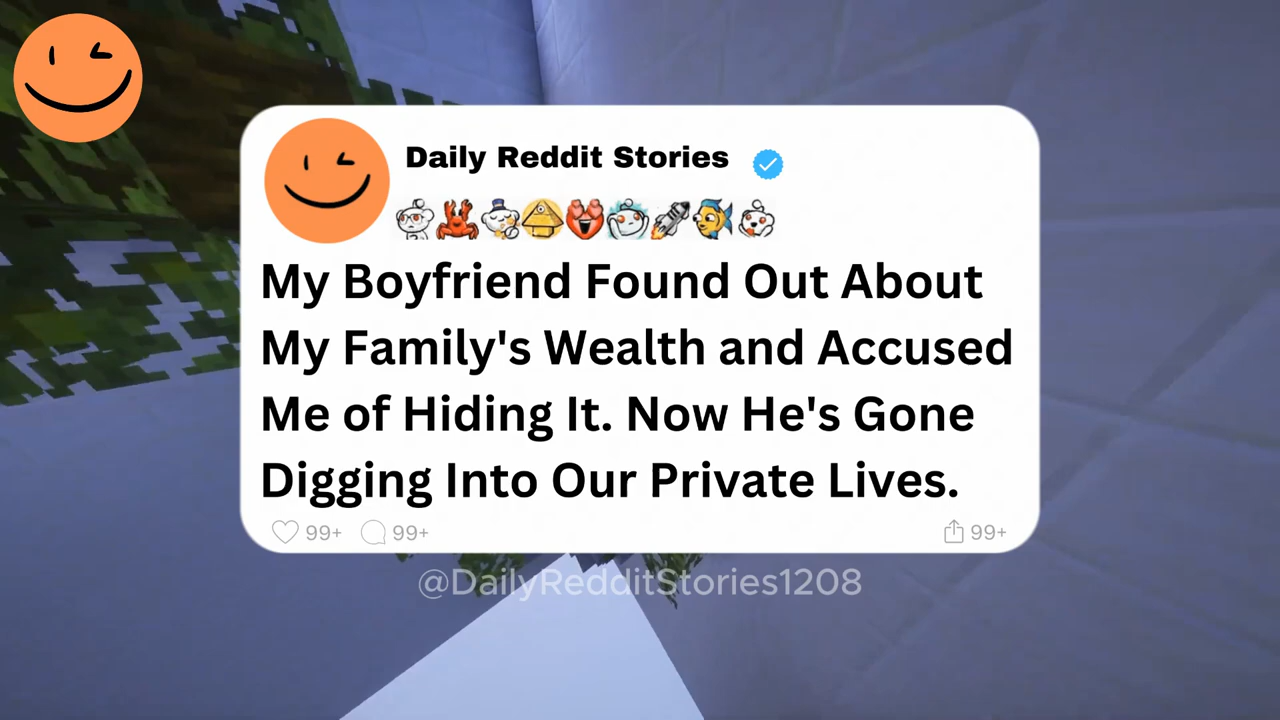 Daily Reddit Stories
My Boyfriend Found Out About
My Family's Wealth and Accused
Me of Hiding It. Now He's Gone
Digging Into Our Private Lives.
99+ 99+ 99+
@DailyRedditStories1208